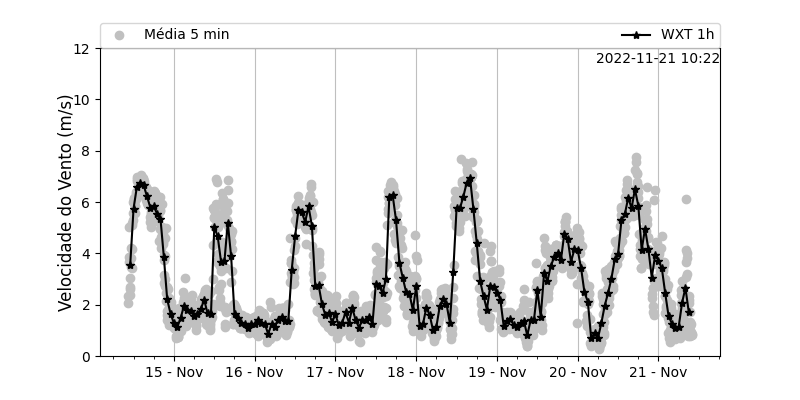 Média 5 min
WXT 1h
2022-11-21 10:22
Velocidade do Vento (m/s)
12
10
8
6
4
2
0
15 - Nov
16 - Nov
17 - Nov
18 - Nov
19 - Nov
20 - Nov
21 - Nov